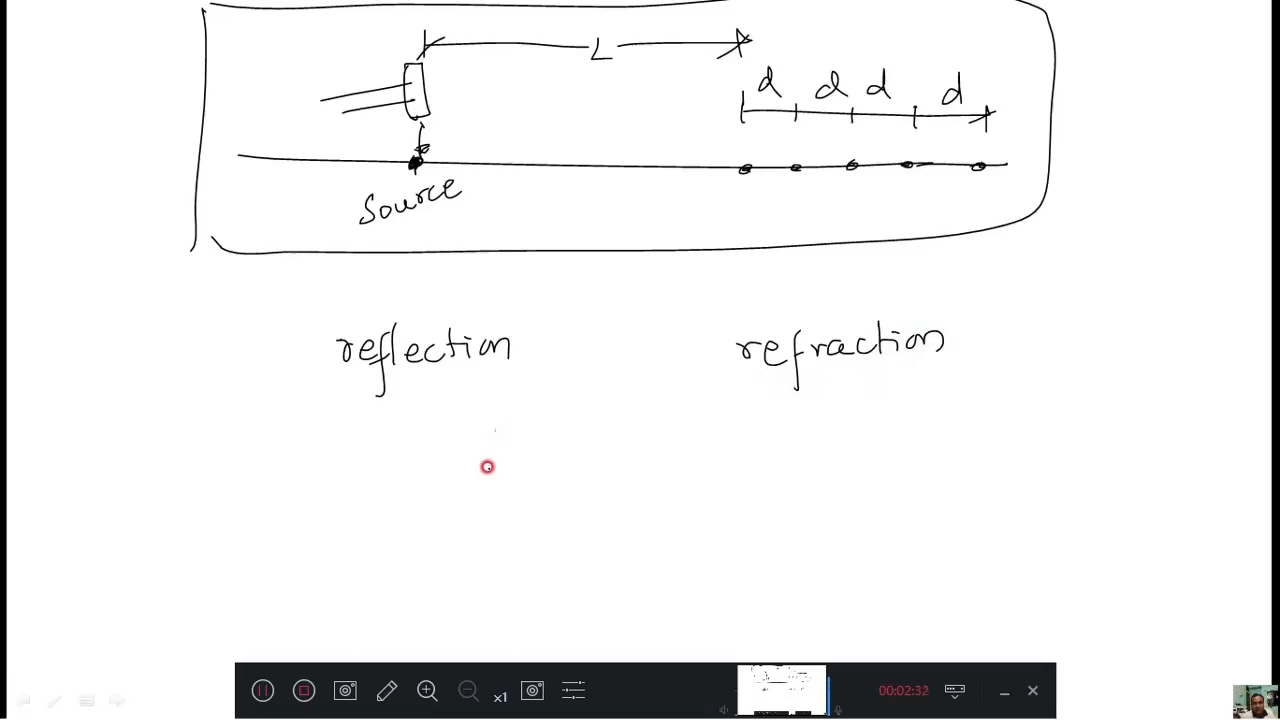 L
d d d d
Source
reflection refraction
x1 00:02:32